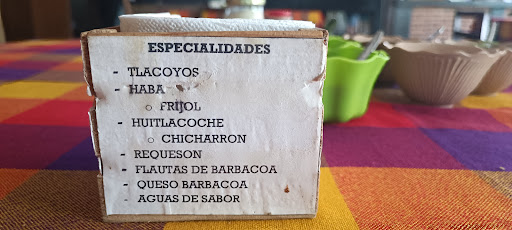 ESPECIALIDADES
- TLACOYOS
- HABA
o FRIJOL
- HUITLACOCHE
o CHICHARRON
- REQUESON
- FLAUTAS DE BARBACOA
- QUESO BARBACOA
- AGUAS DE SABOR